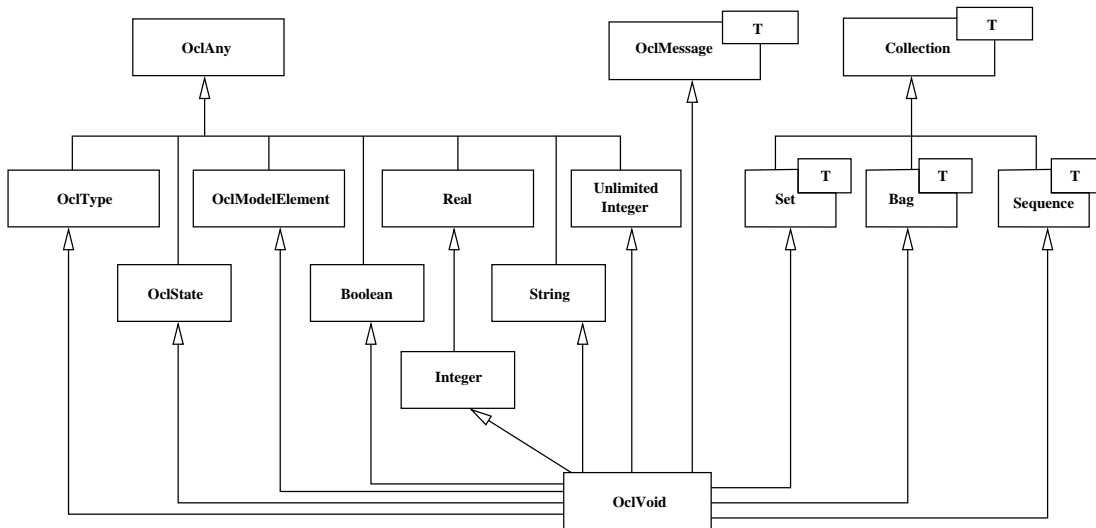 OclAny
OclMessage
T
Collection
T
OclType
OclModelElement
Real
Unlimited
Integer
Set
T
Bag
T
Sequence
T
OclState
Boolean
String
Integer
OclVoid